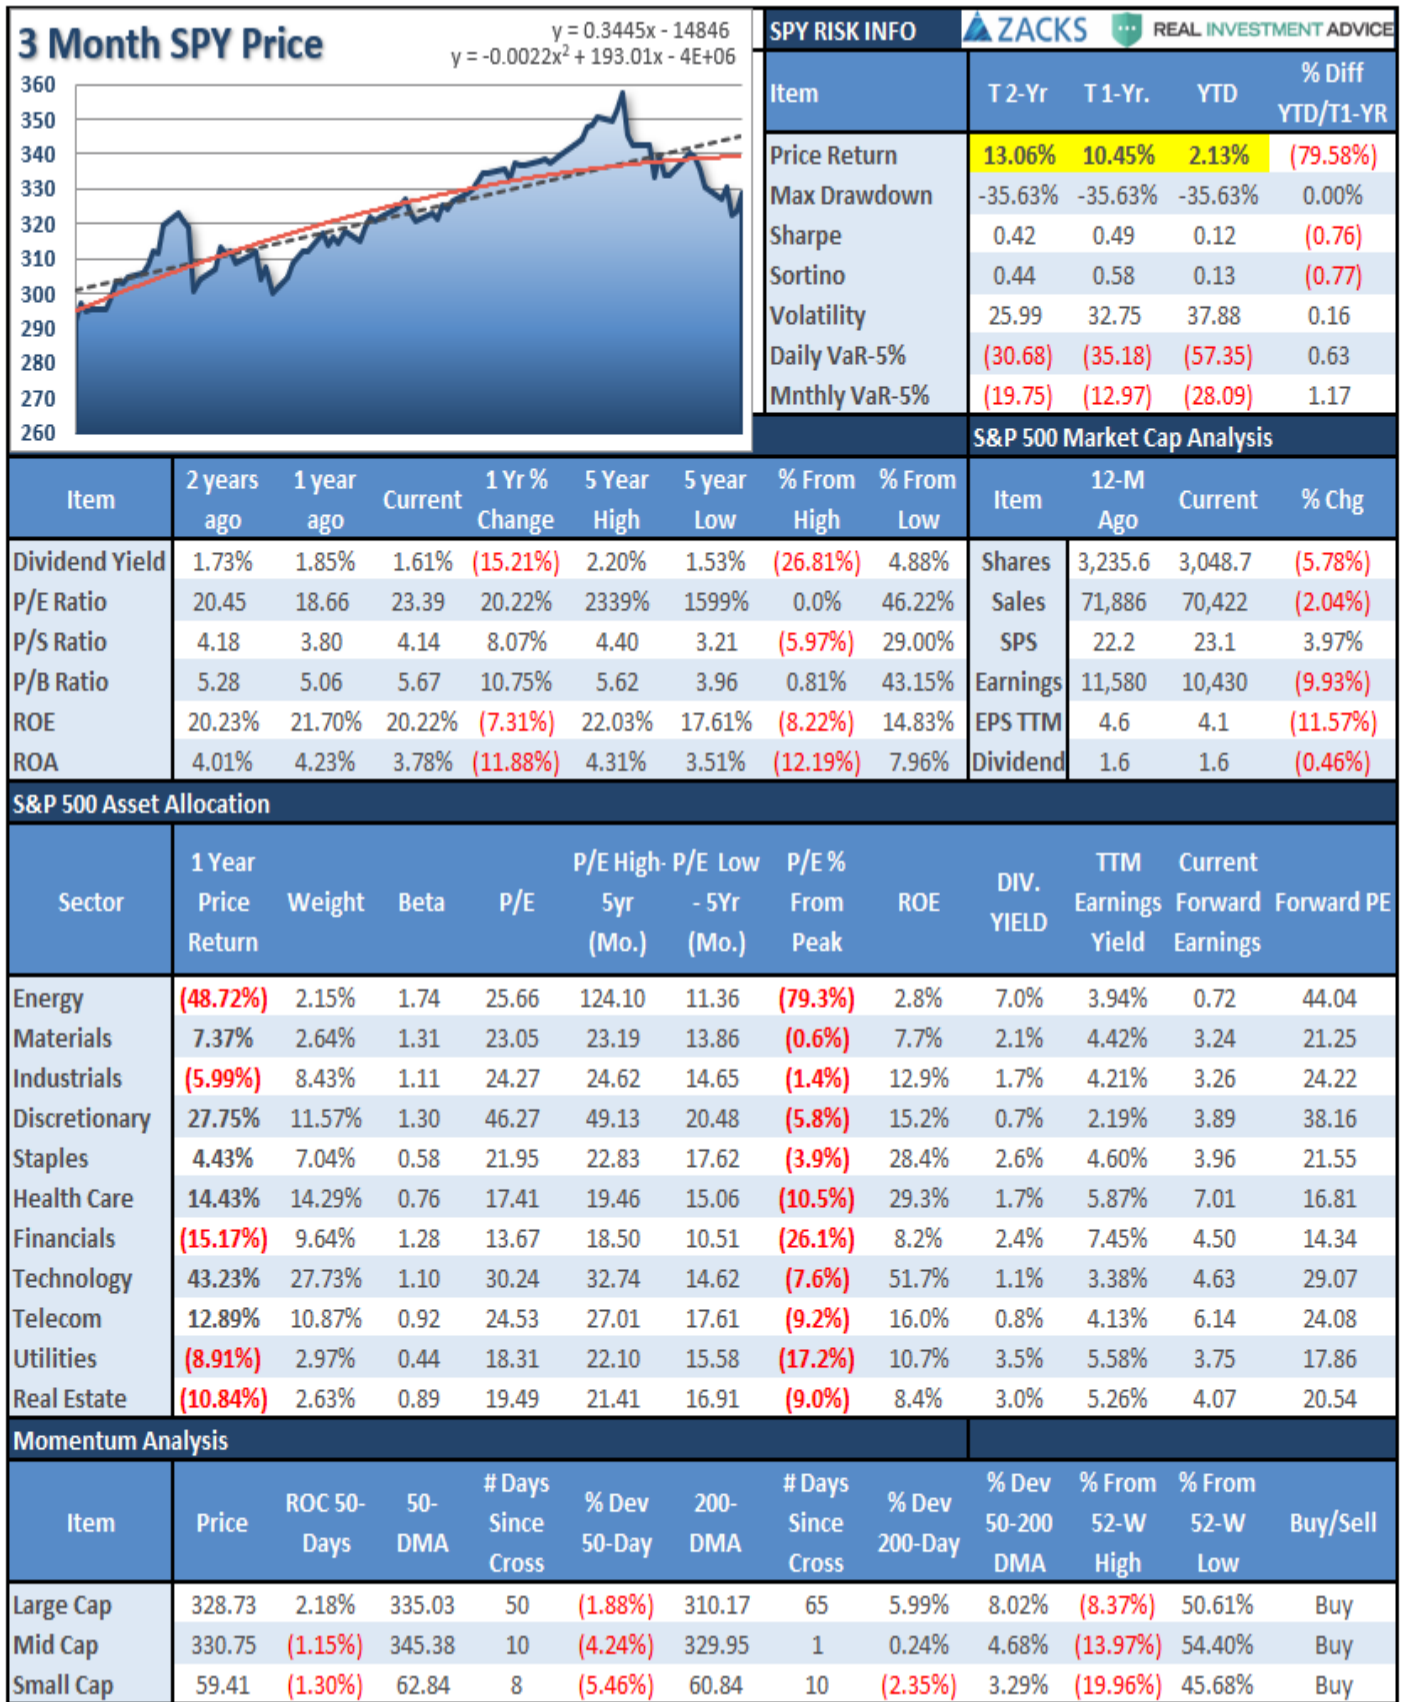 3 Month SPY Price
y = 0.3445x - 14846
y = -0.0022x² + 193.01x - 4E+06
360
350
340
330
320
310
300
290
280
270
260
SPY RISK INFO ZACKS REAL INVESTMENT ADVICE
Item T 2-Yr T 1-Yr. YTD % Diff YTD/T1-YR
Price Return 13.06% 10.45% 2.13% (79.58%)
Max Drawdown -35.63% -35.63% -35.63% 0.00%
Sharpe 0.42 0.49 0.12 (0.76)
Sortino 0.44 0.58 0.13 (0.77)
Volatility 25.99 32.75 37.88 0.16
Daily VaR-5% (30.68) (35.18) (57.35) 0.63
Mnthly VaR-5% (19.75) (12.97) (28.09) 1.17
Item 2 years ago 1 year ago Current 1 Yr % Change 5 Year High 5 year Low % From High % From Low
Dividend Yield 1.73% 1.85% 1.61% (15.21%) 2.20% 1.53% (26.81%) 4.88%
P/E Ratio 20.45 18.66 23.39 20.22% 2339% 1599% 0.0% 46.22%
P/S Ratio 4.18 3.80 4.14 8.07% 4.40 3.21 (5.97%) 29.00%
P/B Ratio 5.28 5.06 5.67 10.75% 5.62 3.96 0.81% 43.15%
ROE 20.23% 21.70% 20.22% (7.31%) 22.03% 17.61% (8.22%) 14.83%
ROA 4.01% 4.23% 3.78% (11.88%) 4.31% 3.51% (12.19%) 7.96%
S&P 500 Market Cap Analysis
Item 12-M Ago Current % Chg
Shares 3,235.6 3,048.7 (5.78%)
Sales 71,886 70,422 (2.04%)
SPS 22.2 23.1 3.97%
Earnings 11,580 10,430 (9.93%)
EPS TTM 4.6 4.1 (11.57%)
Dividend 1.6 1.6 (0.46%)
S&P 500 Asset Allocation
Sector 1 Year Price Return Weight Beta P/E P/E High- 5yr (Mo.) P/E Low - 5Yr (Mo.) P/E % From Peak ROE DIV. YIELD TTM Earnings Yield Current Forward Earnings Forward PE
Energy (48.72%) 2.15% 1.74 25.66 124.10 11.36 (79.3%) 2.8% 7.0% 3.94% 0.72 44.04
Materials 7.37% 2.64% 1.31 23.05 23.19 13.86 (0.6%) 7.7% 2.1% 4.42% 3.24 21.25
Industrials (5.99%) 8.43% 1.11 24.27 24.62 14.65 (1.4%) 12.9% 1.7% 4.21% 3.26 24.22
Discretionary 27.75% 11.57% 1.30 46.27 49.13 20.48 (5.8%) 15.2% 0.7% 2.19% 3.89 38.16
Staples 4.43% 7.04% 0.58 21.95 22.83 17.62 (3.9%) 28.4% 2.6% 4.60% 3.96 21.55
Health Care 14.43% 14.29% 0.76 17.41 19.46 15.06 (10.5%) 29.3% 1.7% 5.87% 7.01 16.81
Financials (15.17%) 9.64% 1.28 13.67 18.50 10.51 (26.1%) 8.2% 2.4% 7.45% 4.50 14.34
Technology 43.23% 27.73% 1.10 30.24 32.74 14.62 (7.6%) 51.7% 1.1% 3.38% 4.63 29.07
Telecom 12.89% 10.87% 0.92 24.53 27.01 17.61 (9.2%) 16.0% 0.8% 4.13% 6.14 24.08
Utilities (8.91%) 2.97% 0.44 18.31 22.10 15.58 (17.2%) 10.7% 3.5% 5.58% 3.75 17.86
Real Estate (10.84%) 2.63% 0.89 19.49 21.41 16.91 (9.0%) 8.4% 3.0% 5.26% 4.07 20.54
Momentum Analysis
Item Price ROC 50-Days 50-DMA # Days Since Cross % Dev 50-Day 200-DMA # Days Since Cross % Dev 200-Day % Dev 50-200 DMA % From 52-W High % From 52-W Low Buy/Sell
Large Cap 328.73 2.18% 335.03 50 (1.88%) 310.17 65 5.99% 8.02% (8.37%) 50.61% Buy
Mid Cap 330.75 (1.15%) 345.38 10 (4.24%) 329.95 1 0.24% 4.68% (13.97%) 54.40% Buy
Small Cap 59.41 (1.30%) 62.84 8 (5.46%) 60.84 10 (2.35%) 3.29% (19.96%) 45.68% Buy